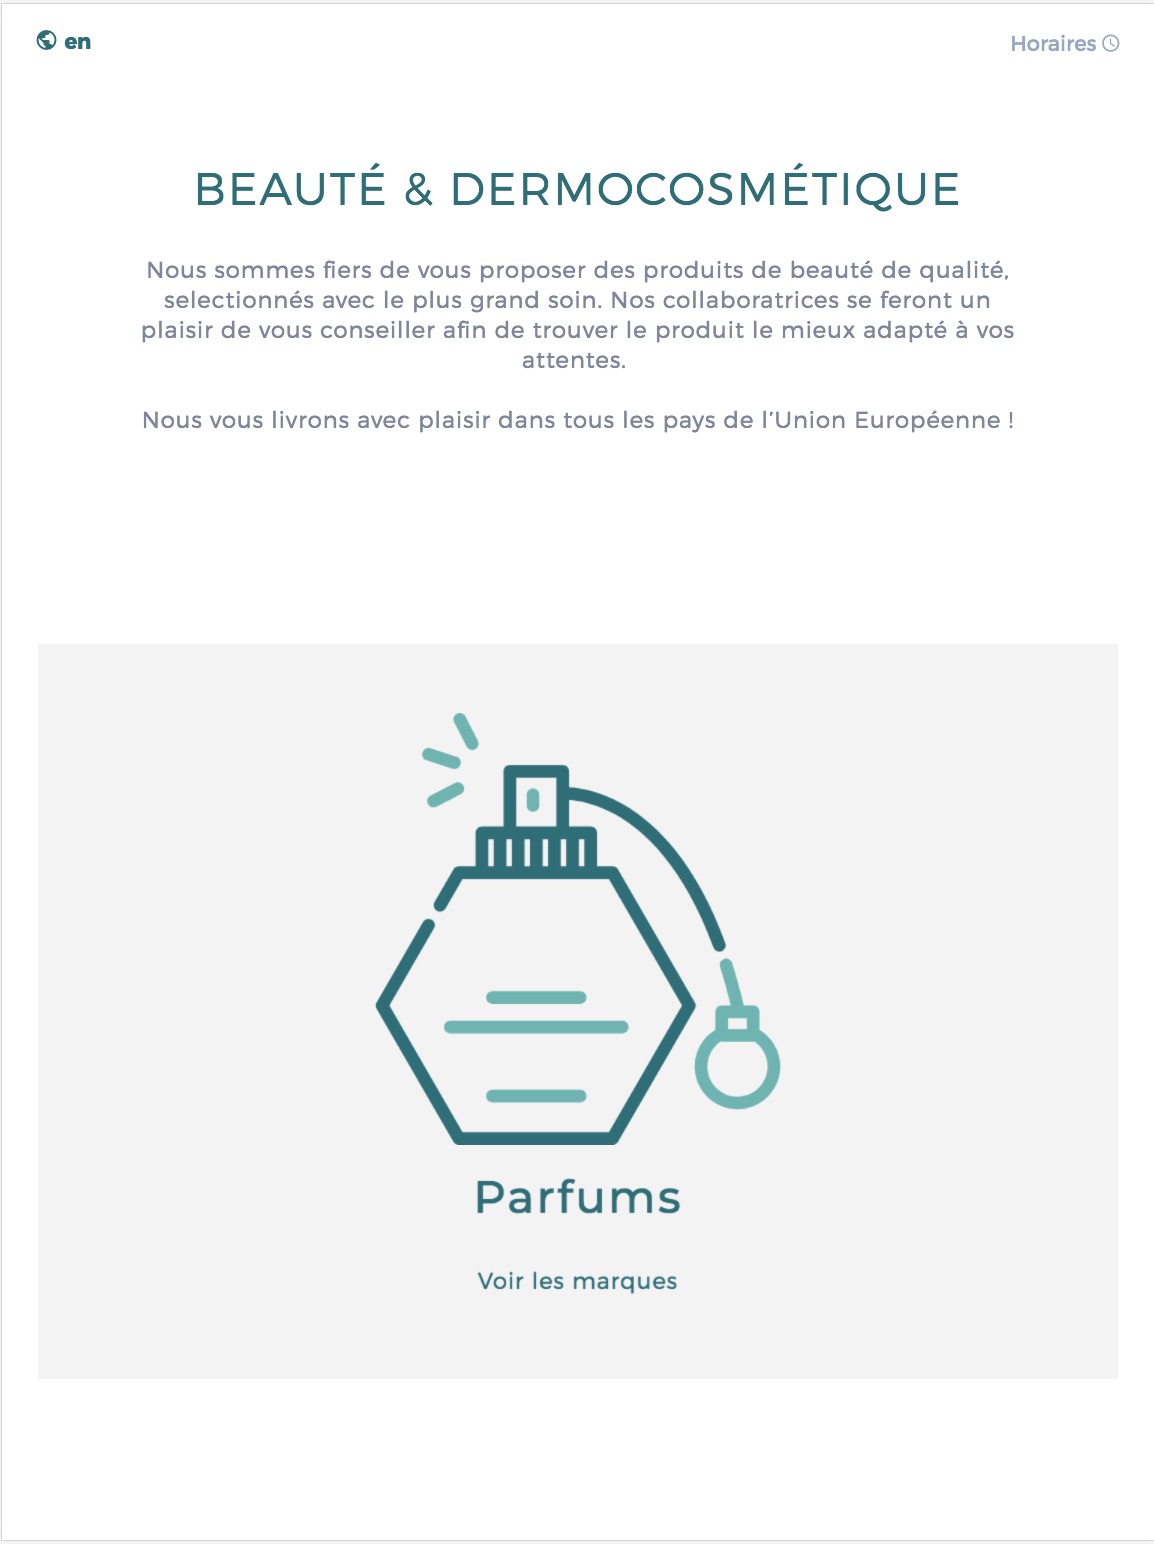 en
Horaires
BEAUTÉ & DERMOCOSMÉTIQUE
Nous sommes fiers de vous proposer des produits de beauté de qualité,
selectionnés avec le plus grand soin. Nos collaboratrices se feront un
plaisir de vous conseiller afin de trouver le produit le mieux adapté à vos
attentes.
Nous vous livrons avec plaisir dans tous les pays de l’Union Européenne !
Parfums
Voir les marques